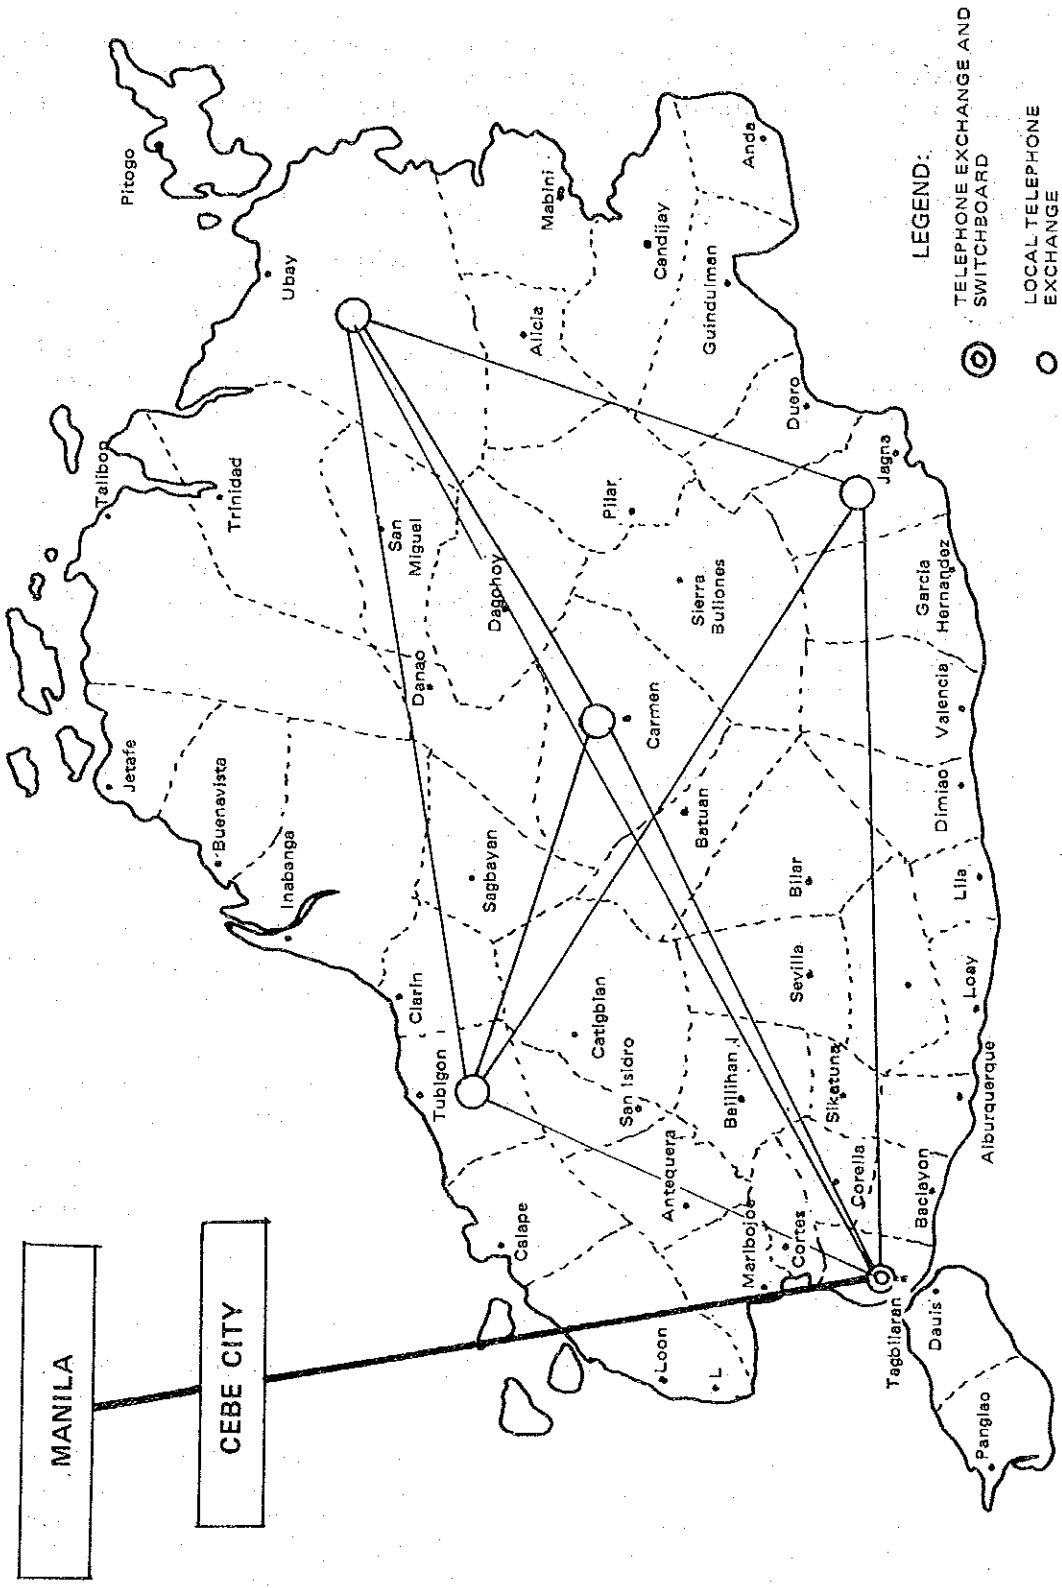 MANILA
CEBE CITY
Pitogo
Ubay
Talibon
Trinidad
Jetafe
Buenavista
Inabanga
Clarin
Tubigon
Calape
Loon
L
Maribojoc
Cortes
Antequera
San Isidro
Catigbian
Sagbayan
Danao
San
Miguel
Dagohoy
Alicia
Mabini
Candijay
Anda
Guindulman
Duero
Jagna
Pilar
Sierra
Bullones
Carmen
Batuan
Bilar
Sevilla
Balilihan
Sikatuna
Corella
Baclayon
Alburquerque
Loay
Lila
Dimiao
Valencia
Garcia
Hernandez
Tagbilaran
Dauis
Panglao
LEGEND:
TELEPHONE EXCHANGE AND
SWITCHBOARD
LOCAL TELEPHONE
EXCHANGE